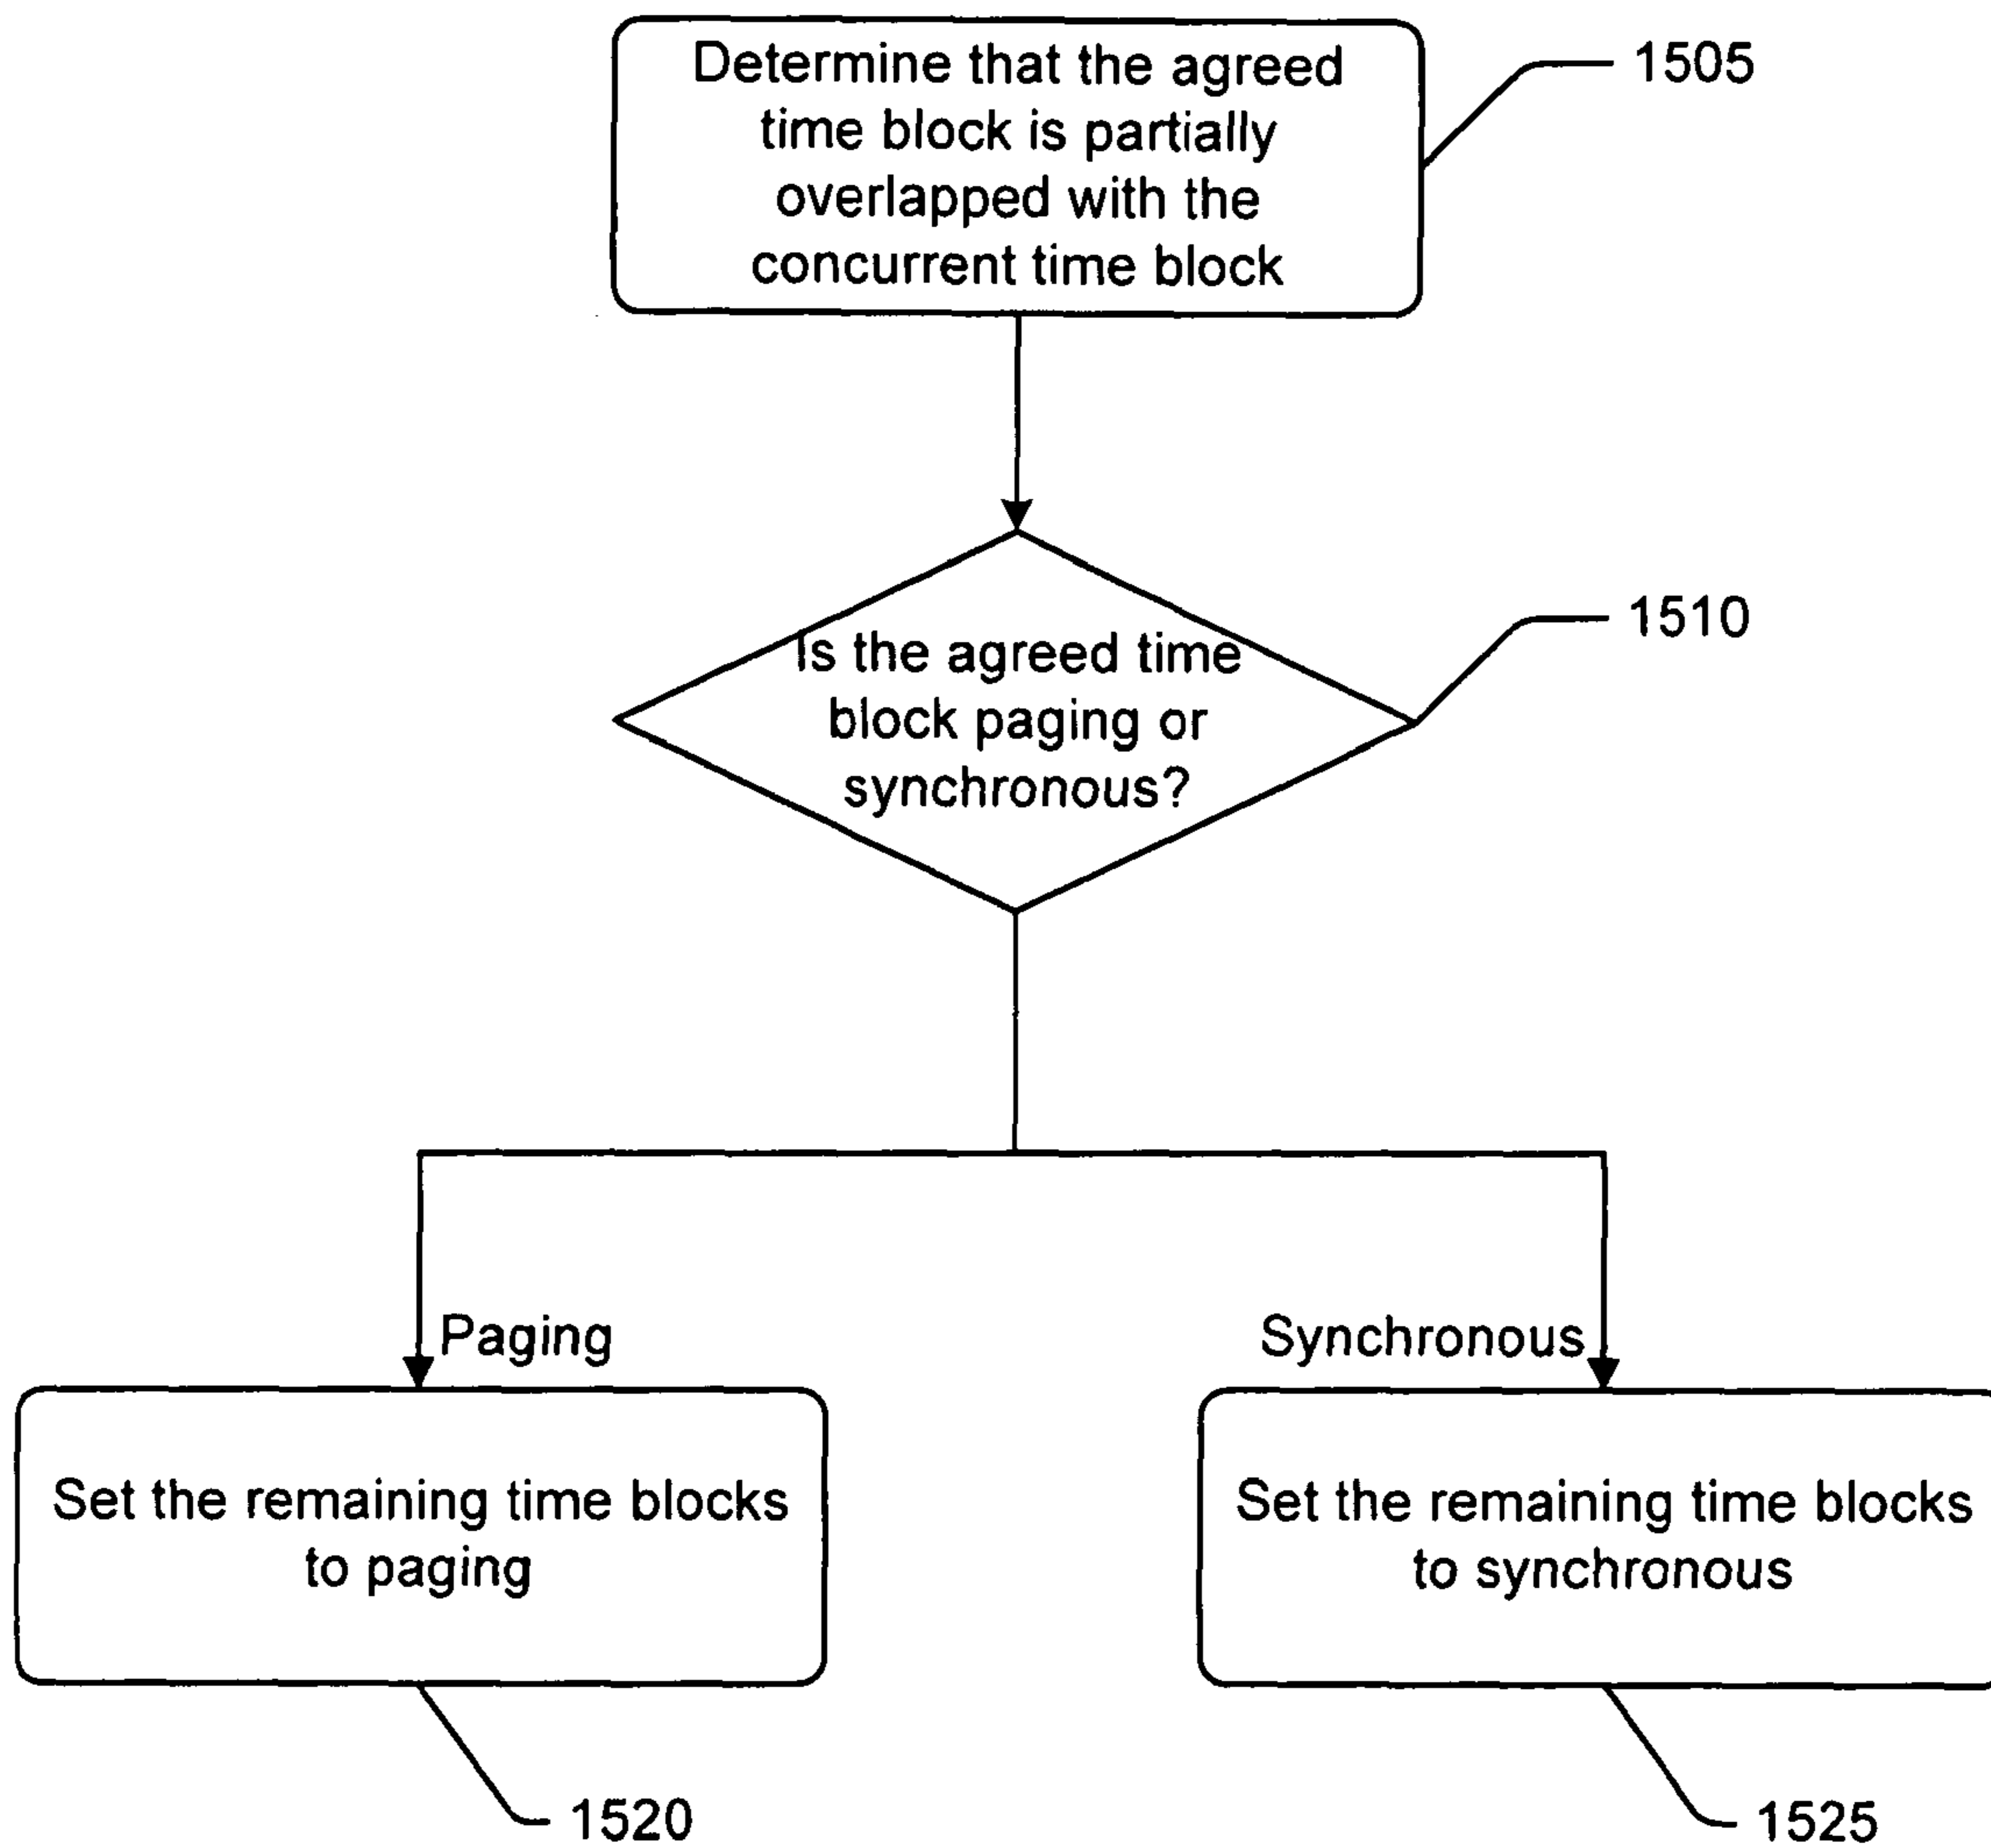 Determine that the agreed
time block is partially
overlapped with the
concurrent time block
1505
Is the agreed time
block paging or
synchronous?
1510
Paging
Synchronous
Set the remaining time blocks
to paging
Set the remaining time blocks
to synchronous
1520
1525